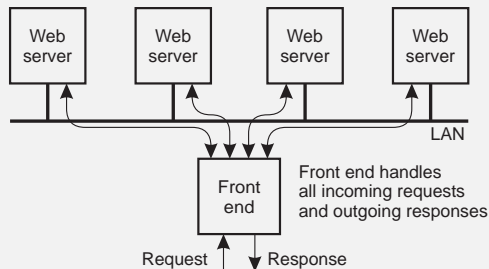 Web
server
Web
server
Web
server
Web
server
LAN
Front
end
Front end handles
all incoming requests
and outgoing responses
Request
Response